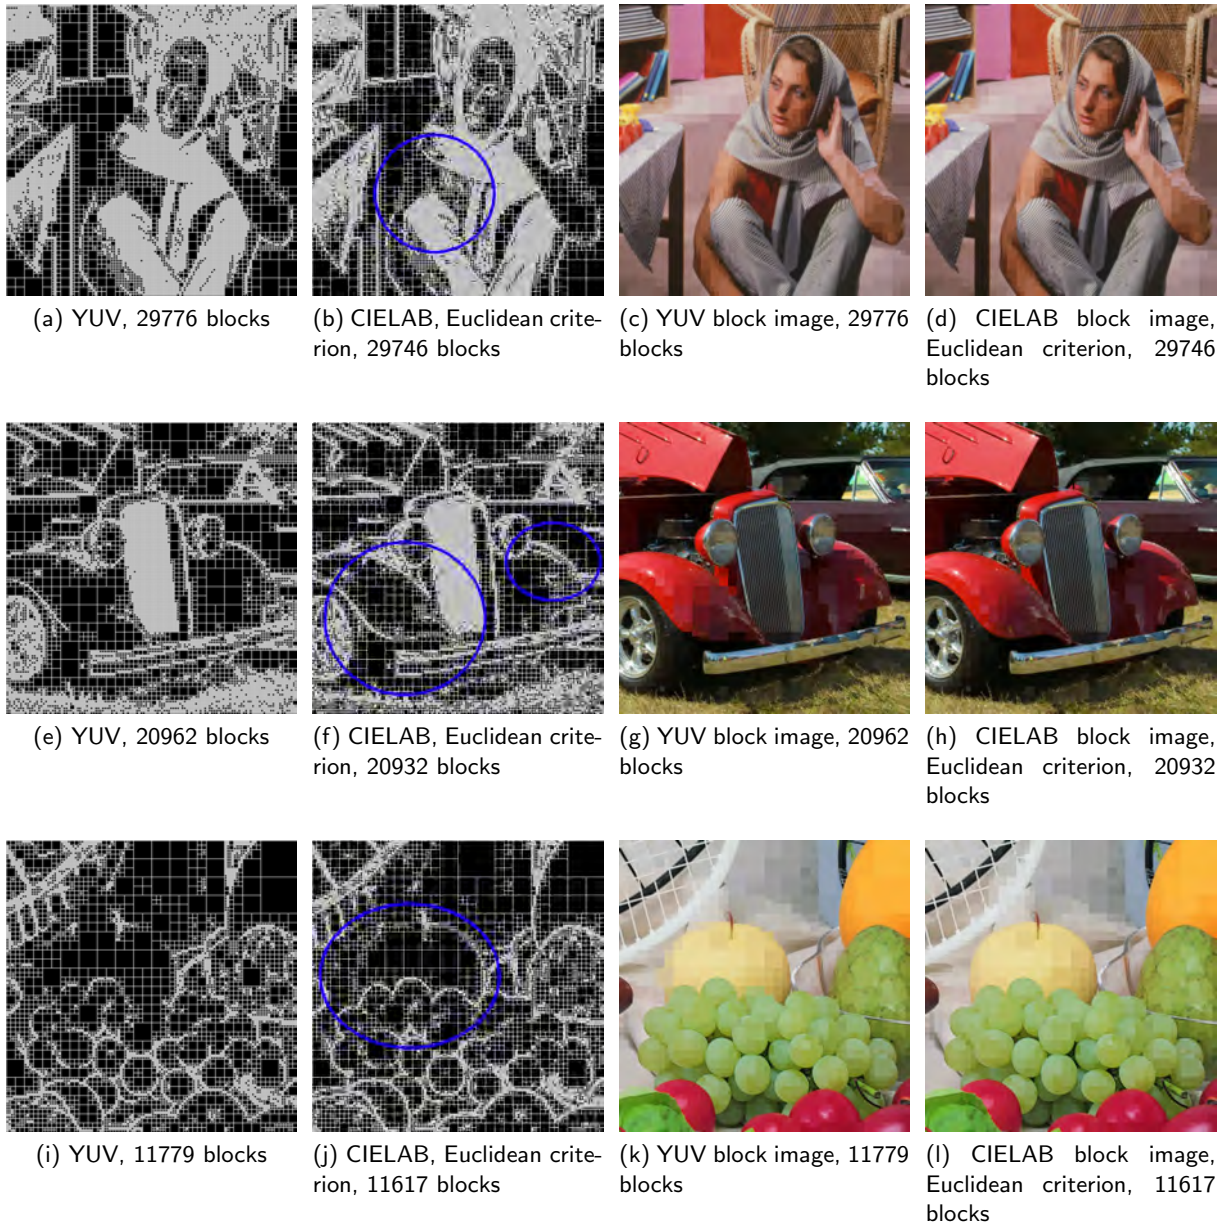 (a) YUV, 29776 blocks
(b) CIELAB, Euclidean crite-
rion, 29746 blocks
(c) YUV block image, 29776
blocks
(d) CIELAB block image,
Euclidean criterion, 29746
blocks
(e) YUV, 20962 blocks
(f) CIELAB, Euclidean crite-
rion, 20932 blocks
(g) YUV block image, 20962
blocks
(h) CIELAB block image,
Euclidean criterion, 20932
blocks
(i) YUV, 11779 blocks
(j) CIELAB, Euclidean crite-
rion, 11617 blocks
(k) YUV block image, 11779
blocks
(l) CIELAB block image,
Euclidean criterion, 11617
blocks